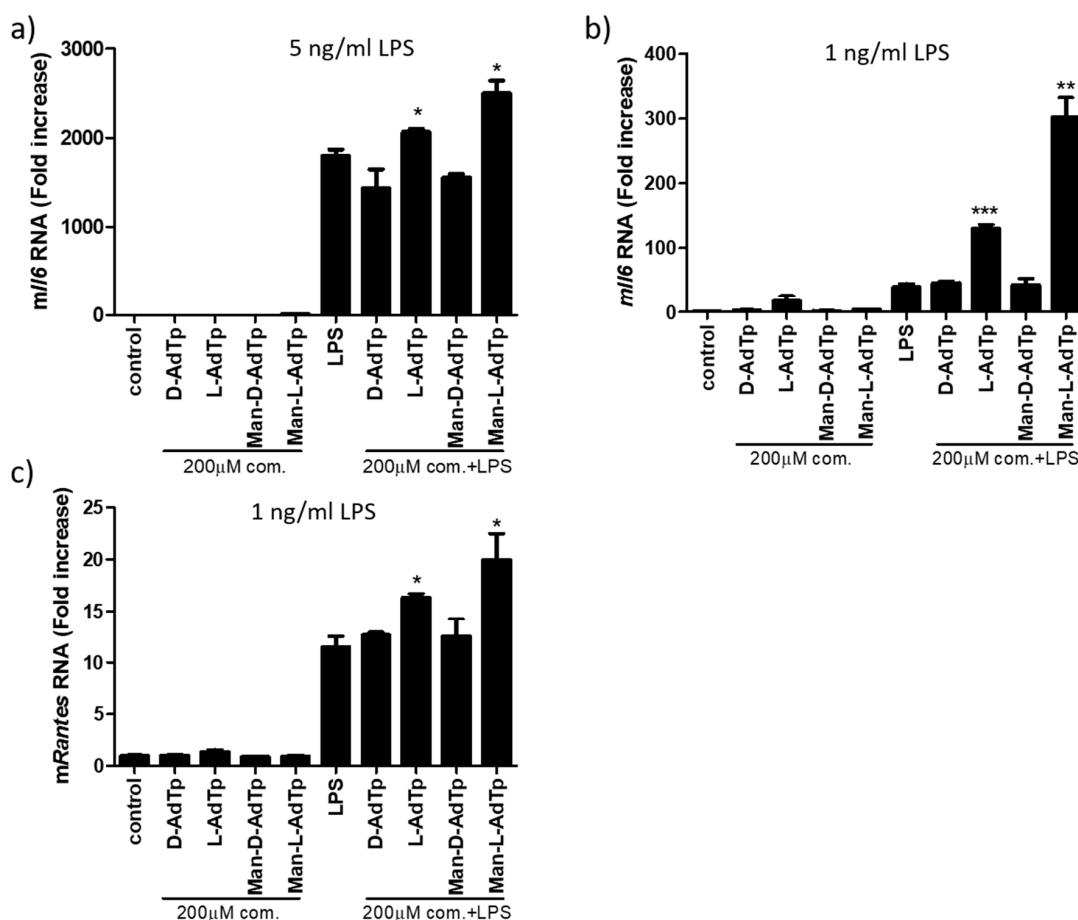 a)
5 ng/ml LPS
mIl6 RNA (Fold increase)
3000
2000
1000
0
*
*
control
D-AdTp
L-AdTp
Man-D-AdTp
Man-L-AdTp
LPS
D-AdTp
L-AdTp
Man-D-AdTp
Man-L-AdTp
200μM com.
200μM com.+LPS
b)
1 ng/ml LPS
mIl6 RNA (Fold increase)
400
300
200
100
0
***
**
control
D-AdTp
L-AdTp
Man-D-AdTp
Man-L-AdTp
LPS
D-AdTp
L-AdTp
Man-D-AdTp
Man-L-AdTp
200μM com.
200μM com.+LPS
c)
1 ng/ml LPS
mRantes RNA (Fold increase)
25
20
15
10
5
0
*
*
control
D-AdTp
L-AdTp
Man-D-AdTp
Man-L-AdTp
LPS
D-AdTp
L-AdTp
Man-D-AdTp
Man-L-AdTp
200μM com.
200μM com.+LPS